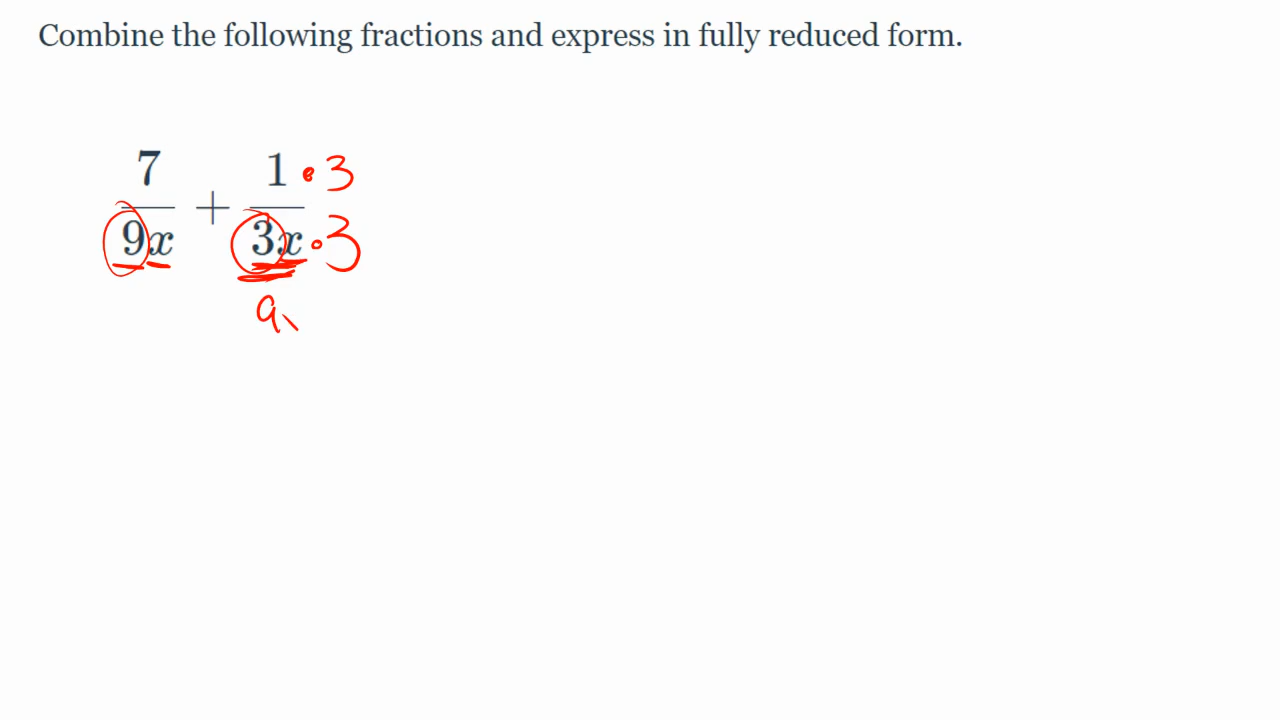 Combine the following fractions and express in fully reduced form.
7 1 • 3
+
9x 3x • 3
9